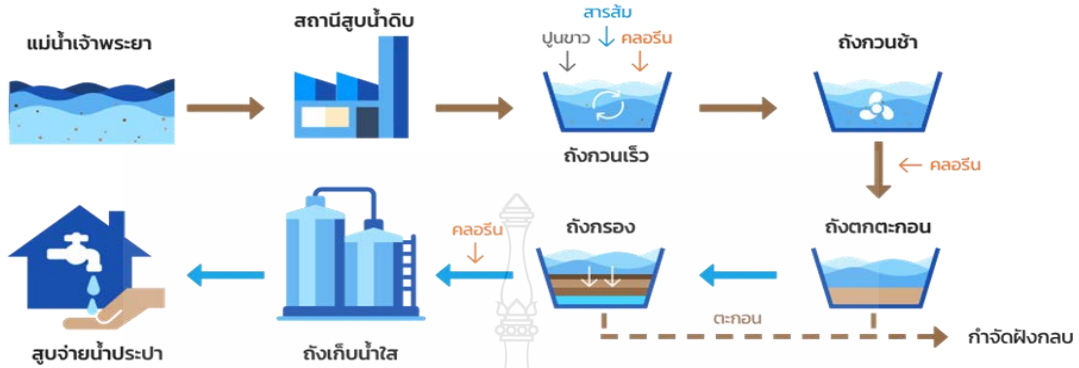 แม่น้ำเจ้าพระยา
สถานีสูบน้ำดิบ
สารส้ม
ปูนขาว
คลอรีน
ถังกวนเร็ว
ถังกวนช้า
คลอรีน
ถังตกตะกอน
ถังกรอง
คลอรีน
ถังเก็บน้ำใส
สูบจ่ายน้ำประปา
ตะกอน
กำจัดฝังกลบ